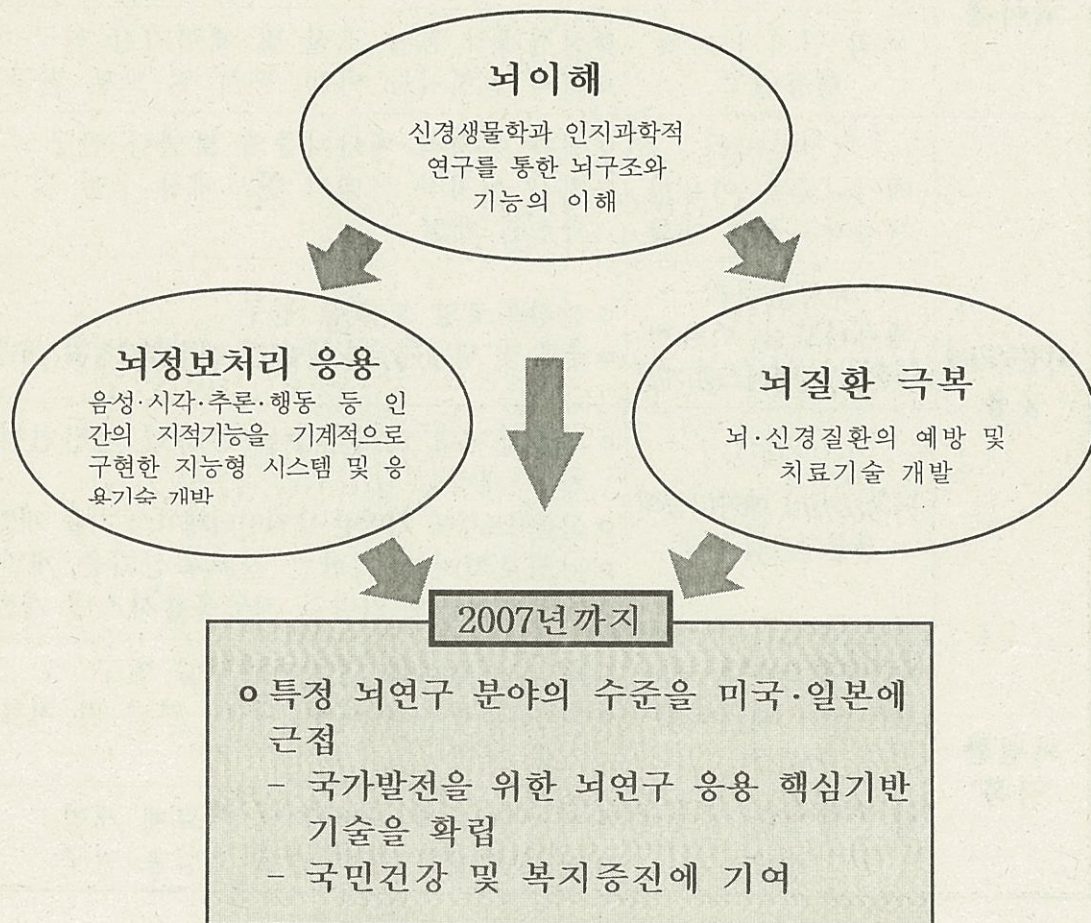 뇌이해
신경생물학과 인지과학적
연구를 통한 뇌구조와
기능의 이해
뇌정보처리 응용
음성·시각·추론·행동 등 인
간의 지적기능을 기계적으로
구현한 지능형 시스템 및 응
용기술 개발
뇌질환 극복
뇌·신경질환의 예방 및
치료기술 개발
2007년까지
o 특정 뇌연구 분야의 수준을 미국·일본에
근접
- 국가발전을 위한 뇌연구 응용 핵심기반
기술을 확립
- 국민건강 및 복지증진에 기여